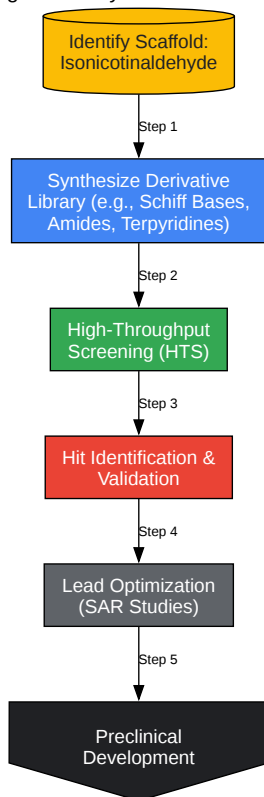 Identify Scaffold:
Isonicotinaldehyde
Step 1
Synthesize Derivative
Library (e.g., Schiff Bases,
Amides, Terpyridines)
Step 2
High-Throughput
Screening (HTS)
Step 3
Hit Identification &
Validation
Step 4
Lead Optimization
(SAR Studies)
Step 5
Preclinical
Development